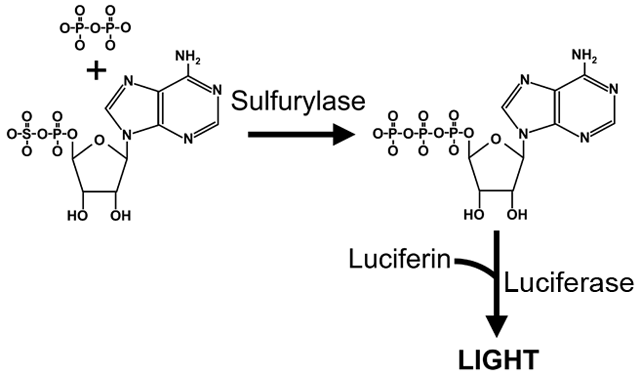 O O
O-P-O-P-O
O O
+
NH₂
N
N
N
N
O O
O-S-O-P-O
O O
O
HO OH
Sulfurylase
NH₂
N
N
N
N
O O O
O-P-O-P-O-P-O
O O O
O
HO OH
Luciferin
Luciferase
LIGHT